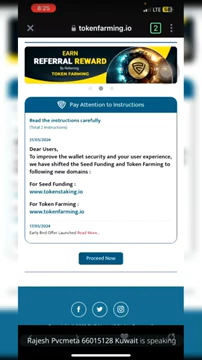 8:25
tokenfarming.io
2
EARN
REFERRAL REWARD
By Referring
TOKEN FARMING
Pay Attention to Instructions
Read the instructions carefully
(Total 2 instructions)
21/03/2024
Dear Users,
To improve the wallet security and your user experience,
we have shifted the Seed Funding and Token Farming to
following new domains :
For Seed Funding :
www.tokenstaking.io
For Token Farming :
www.tokenfarming.io
17/03/2024
Early Bird Offer Launched Read More...
Proceed Now
Rajesh Pvcmeta 66015128 Kuwait is speaking